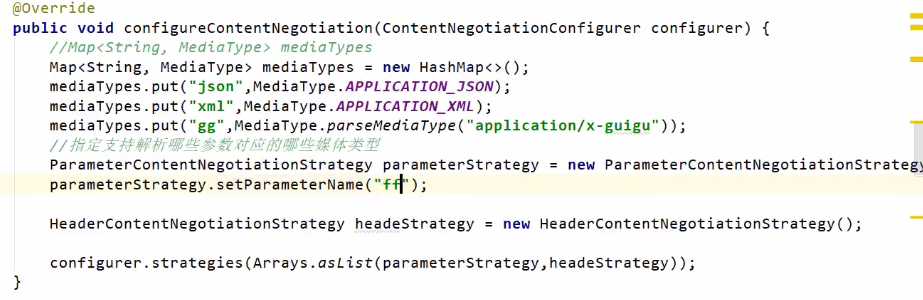 @Override
public void configureContentNegotiation(ContentNegotiationConfigurer configurer) {
//Map<String, MediaType> mediaTypes
Map<String, MediaType> mediaTypes = new HashMap<>();
mediaTypes.put("json",MediaType.APPLICATION_JSON);
mediaTypes.put("xml",MediaType.APPLICATION_XML);
mediaTypes.put("gg",MediaType.parseMediaType("application/x-guigu"));
//指定支持解析哪些参数对应的哪些媒体类型
ParameterContentNegotiationStrategy parameterStrategy = new ParameterContentNegotiationStrategy
parameterStrategy.setParameterName("ff");
HeaderContentNegotiationStrategy headeStrategy = new HeaderContentNegotiationStrategy();
configurer.strategies(Arrays.asList(parameterStrategy,headeStrategy));
}